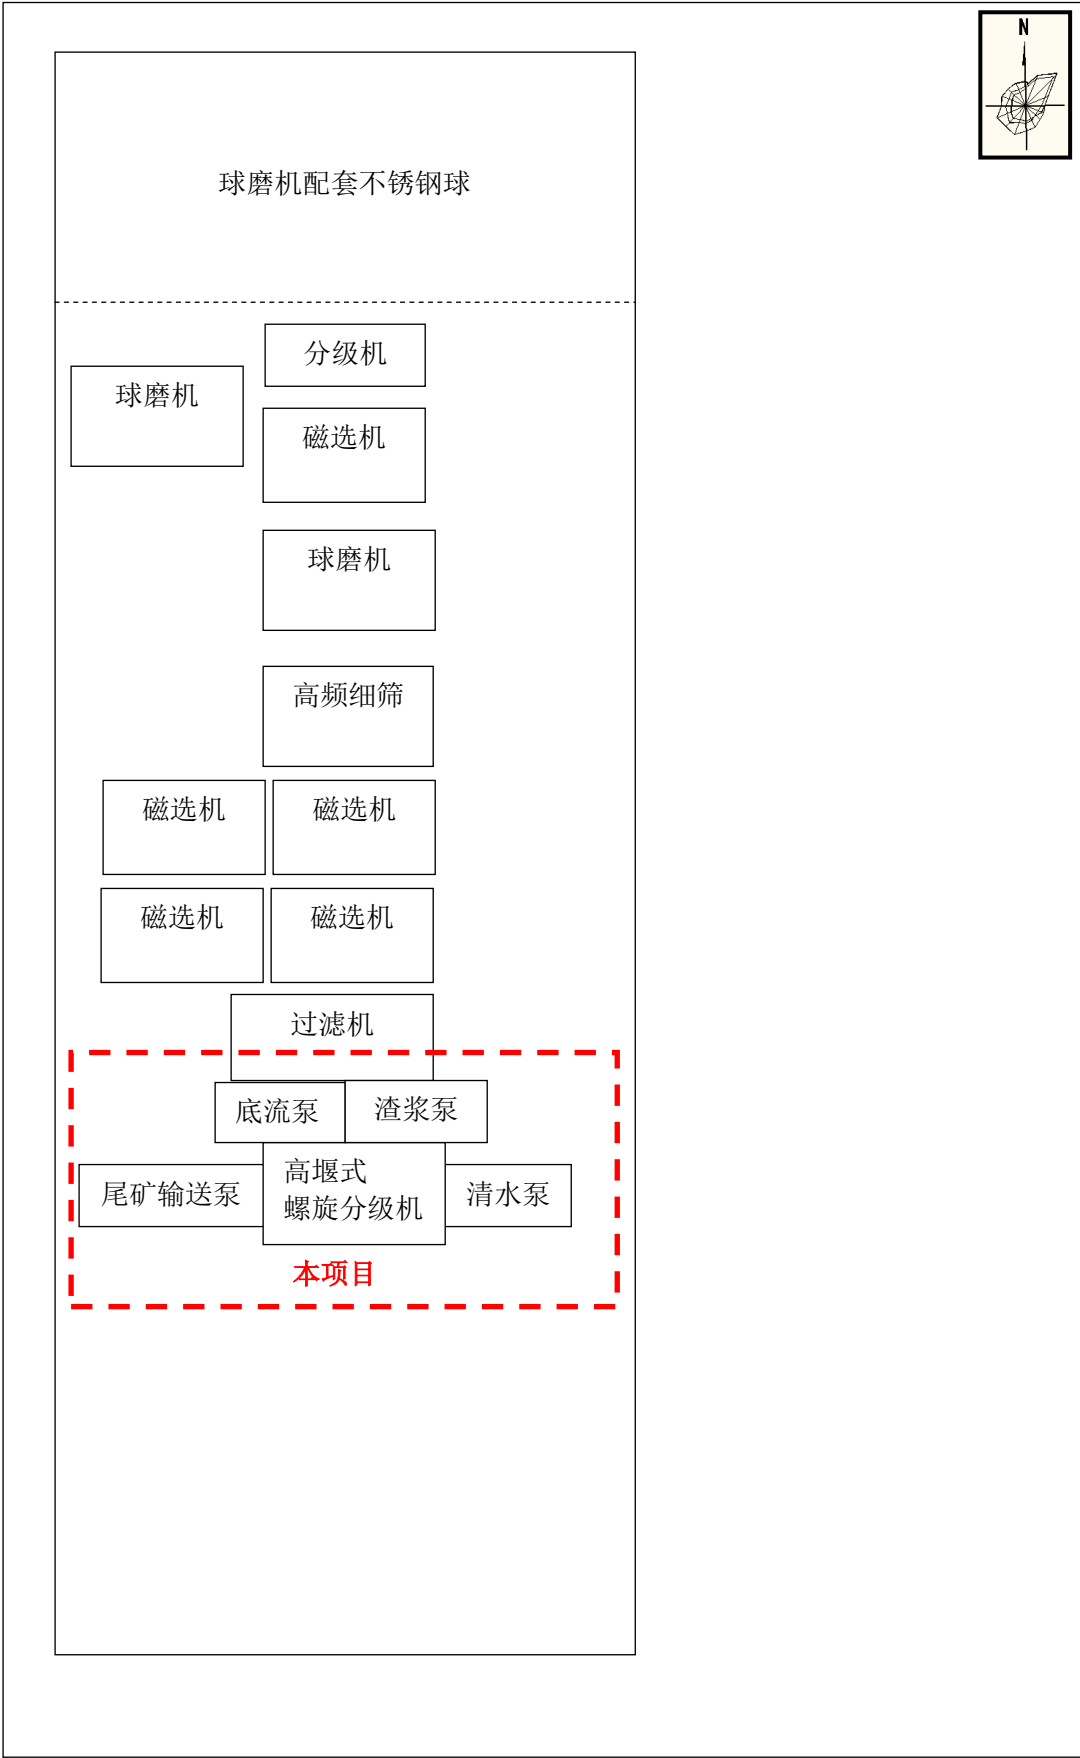 N
球磨机配套不锈钢球
分级机
球磨机
磁选机
球磨机
高频细筛
磁选机
磁选机
磁选机
磁选机
过滤机
底流泵
渣浆泵
高堰式
螺旋分级机
尾矿输送泵
清水泵
本项目